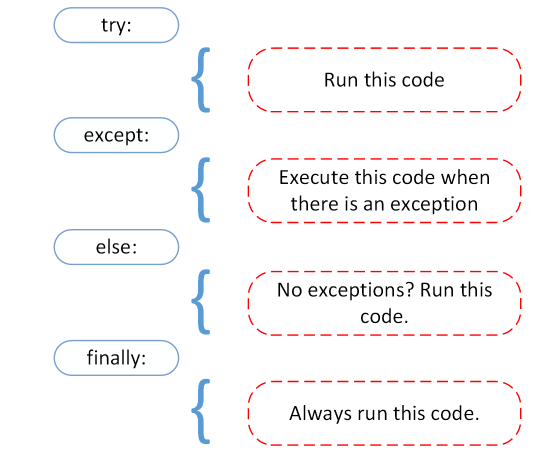 try:
Run this code
except:
Execute this code when
there is an exception
else:
No exceptions? Run this
code.
finally:
Always run this code.